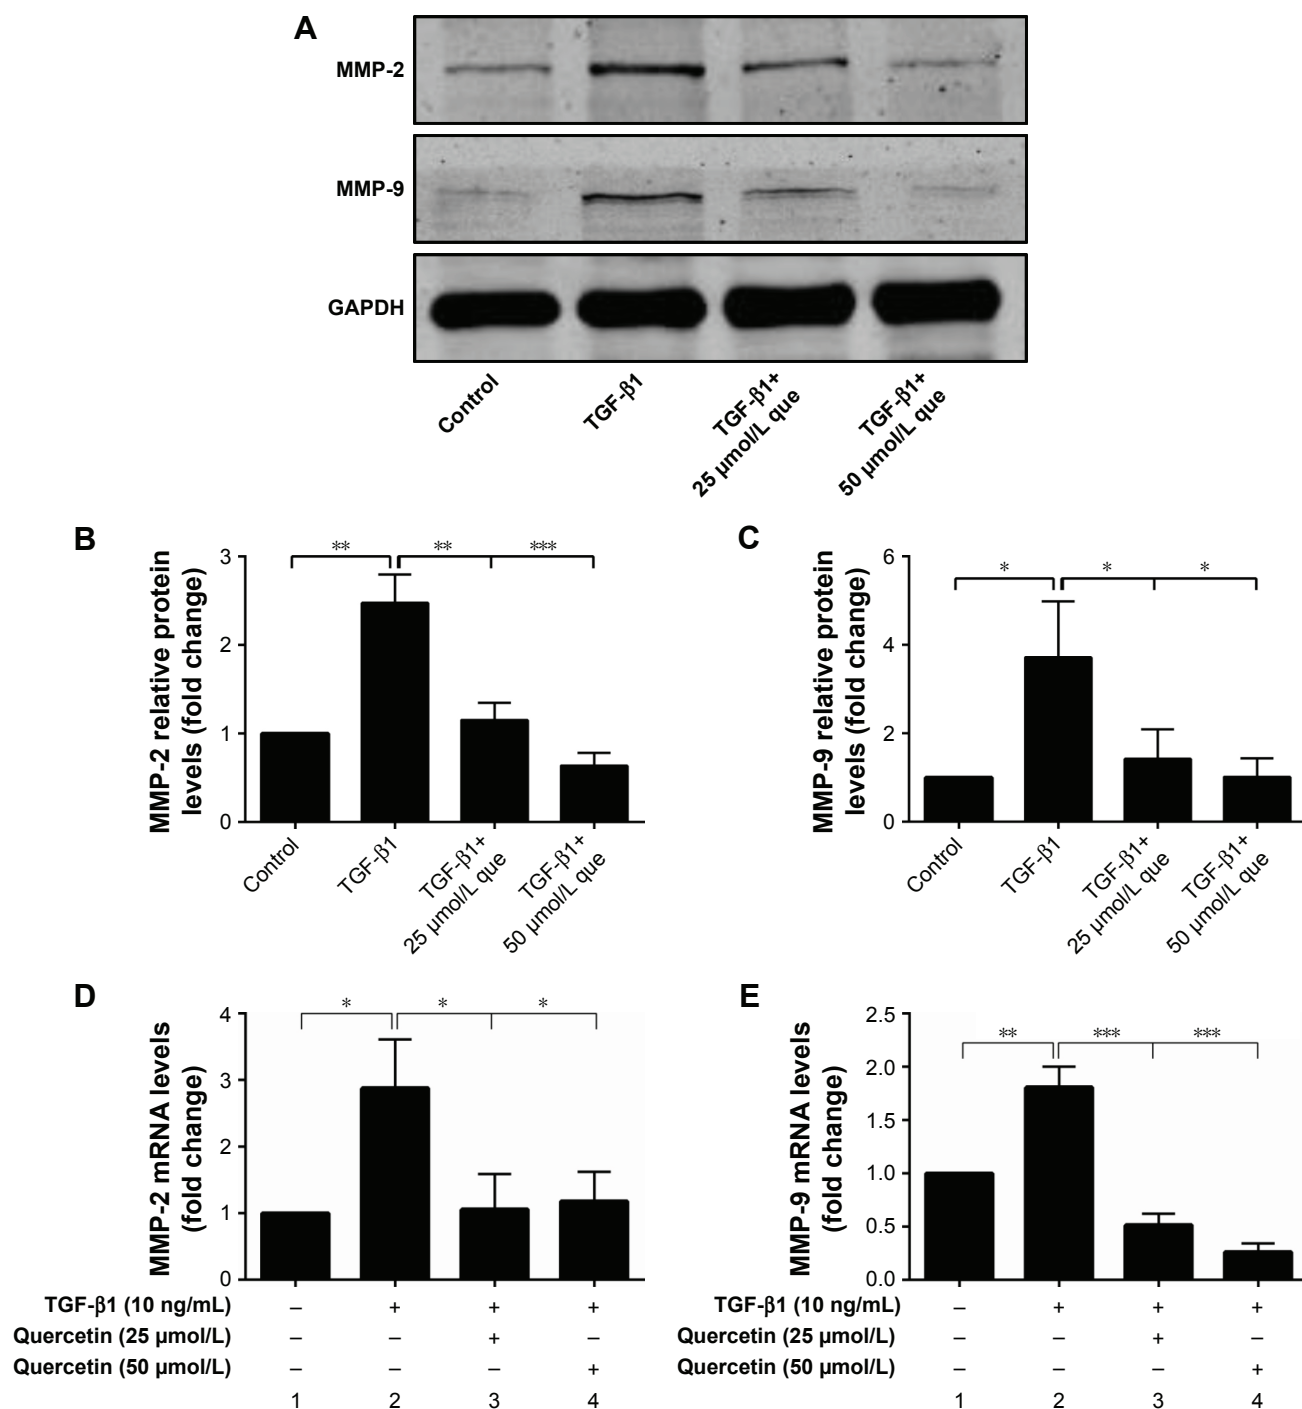 A
MMP-2
MMP-9
GAPDH
Control
TGF-β1
TGF-β1+
25 µmol/L que
TGF-β1+
50 µmol/L que
B
MMP-2 relative protein
levels (fold change)
3
2
1
0
**
**
***
Control
TGF-β1
TGF-β1+
25 µmol/L que
TGF-β1+
50 µmol/L que
C
MMP-9 relative protein
levels (fold change)
6
4
2
0
*
*
*
Control
TGF-β1
TGF-β1+
25 µmol/L que
TGF-β1+
50 µmol/L que
D
MMP-2 mRNA levels
(fold change)
4
3
2
1
0
*
*
*
TGF-β1 (10 ng/mL) – + + +
Quercetin (25 µmol/L) – – + –
Quercetin (50 µmol/L) – – – +
1 2 3 4
E
MMP-9 mRNA levels
(fold change)
2.5
2.0
1.5
1.0
0.5
0.0
**
***
***
TGF-β1 (10 ng/mL) – + + +
Quercetin (25 µmol/L) – – + –
Quercetin (50 µmol/L) – – – +
1 2 3 4